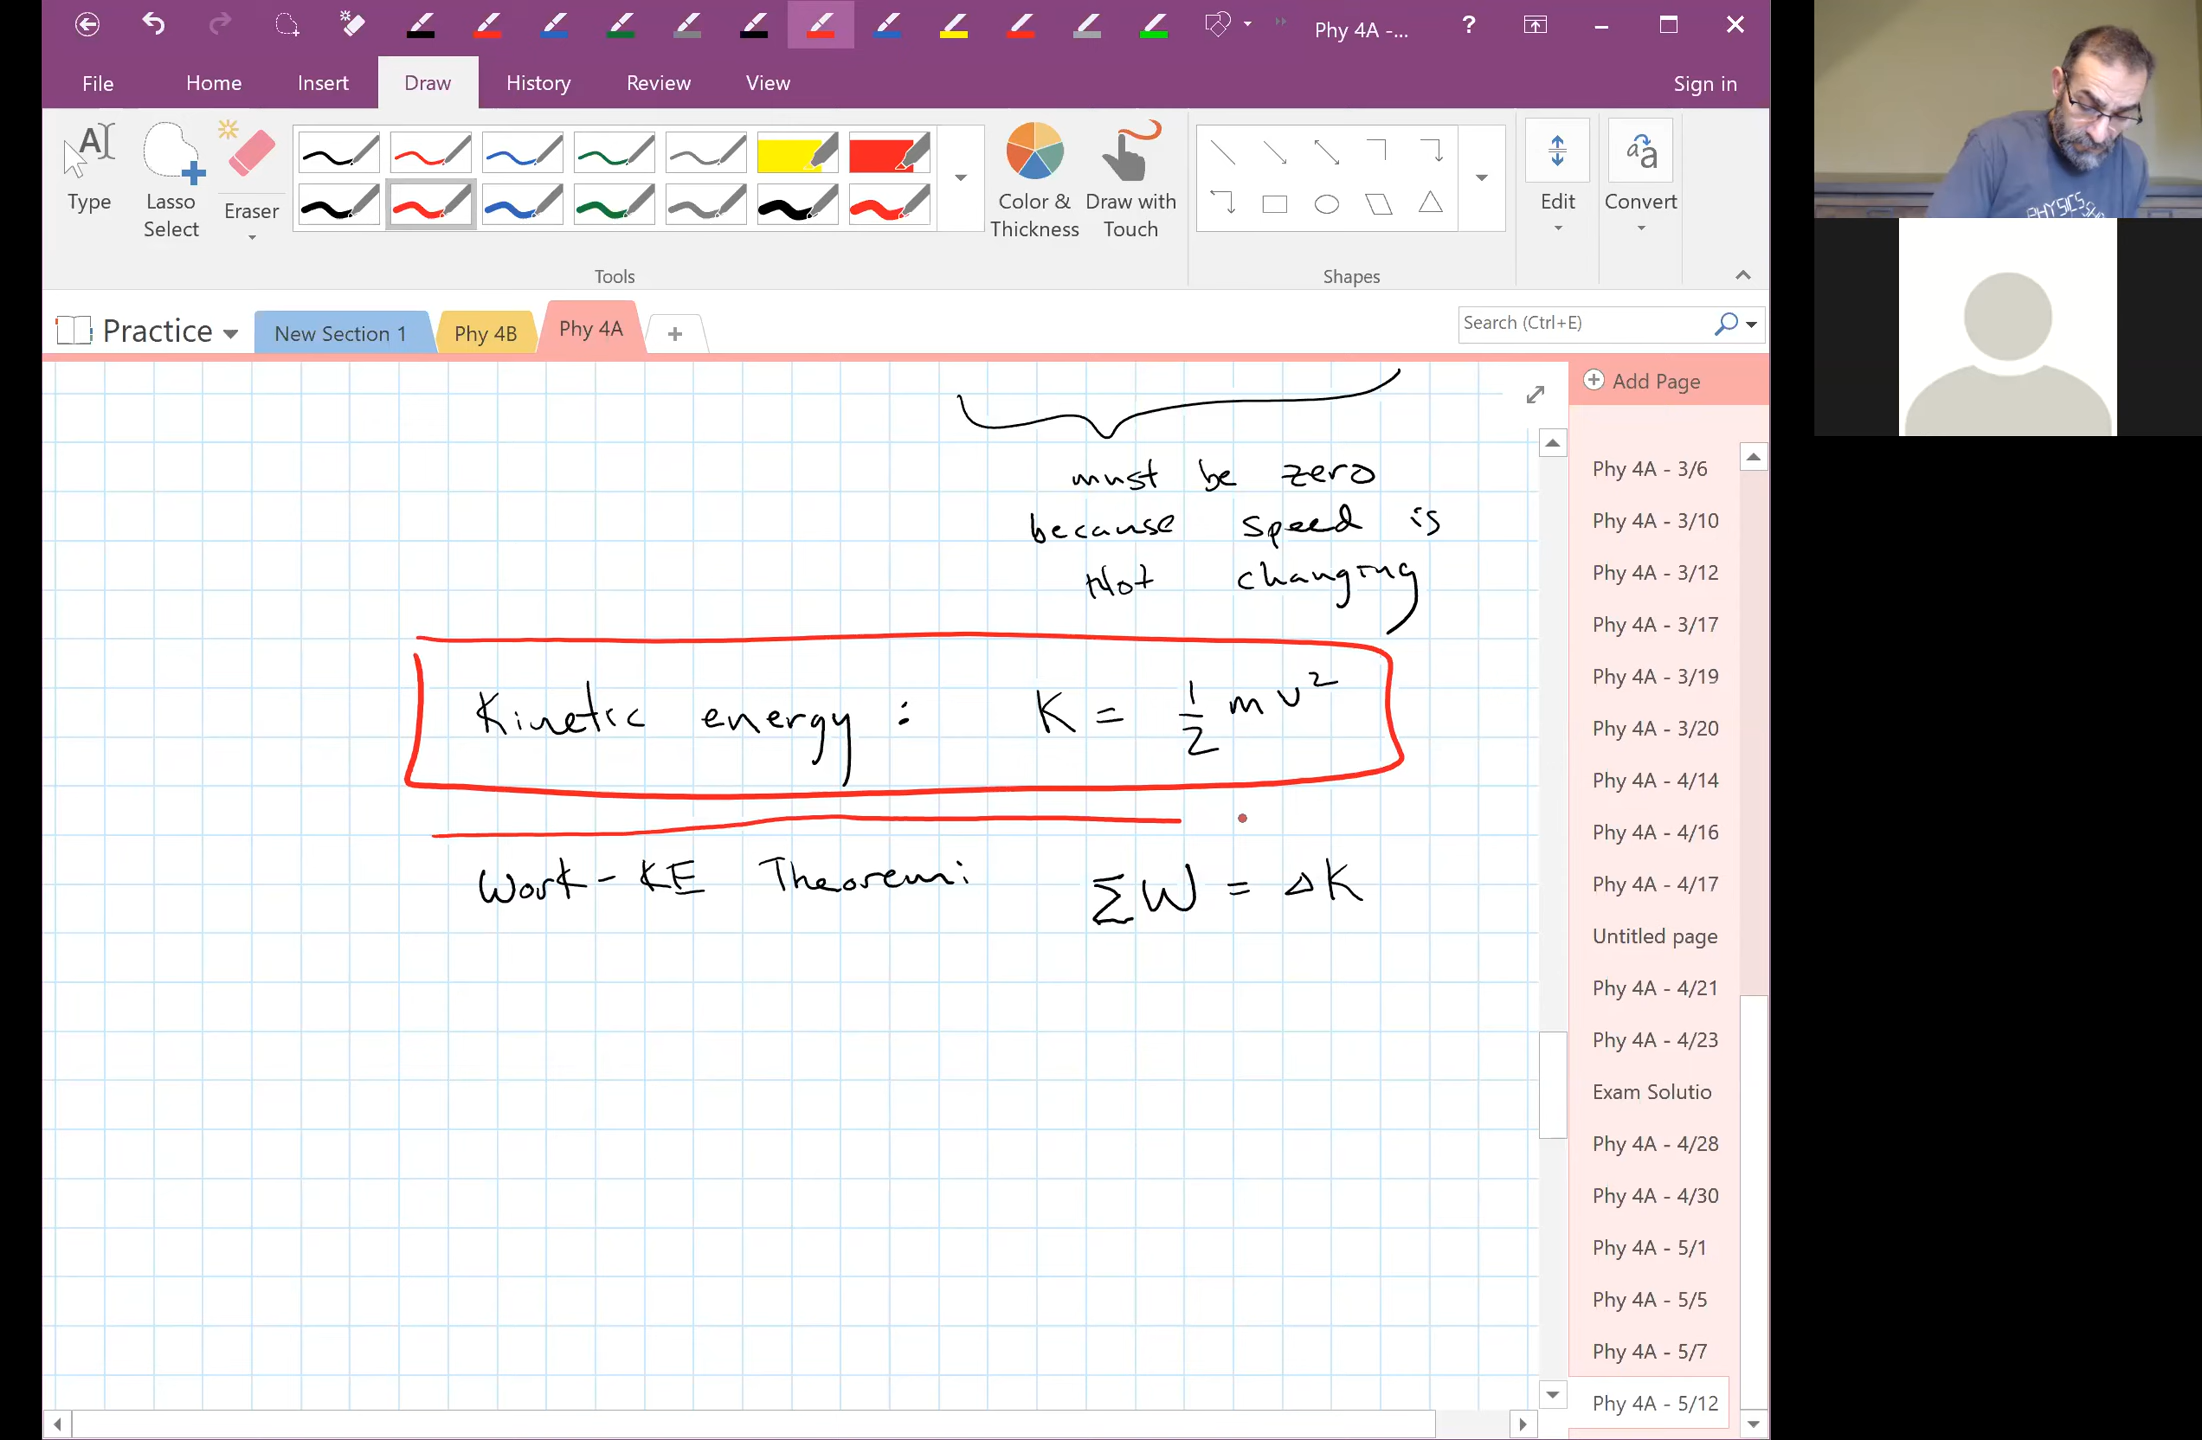 Phy 4A -...
?
File Home Insert Draw History Review View Sign in
Type
Lasso Select
Eraser
Color & Thickness
Draw with Touch
Edit
Convert
Tools
Shapes
Practice
New Section 1
Phy 4B
Phy 4A
Search (Ctrl+E)
Add Page
must be zero
because speed is
Not changing
Kinetic energy : K = 1/2 mv²
Work - KE Theorem: ΣW = ΔK
Phy 4A - 3/6
Phy 4A - 3/10
Phy 4A - 3/12
Phy 4A - 3/17
Phy 4A - 3/19
Phy 4A - 3/20
Phy 4A - 4/14
Phy 4A - 4/16
Phy 4A - 4/17
Untitled page
Phy 4A - 4/21
Phy 4A - 4/23
Exam Solutio
Phy 4A - 4/28
Phy 4A - 4/30
Phy 4A - 5/1
Phy 4A - 5/5
Phy 4A - 5/7
Phy 4A - 5/12
PHYSICS